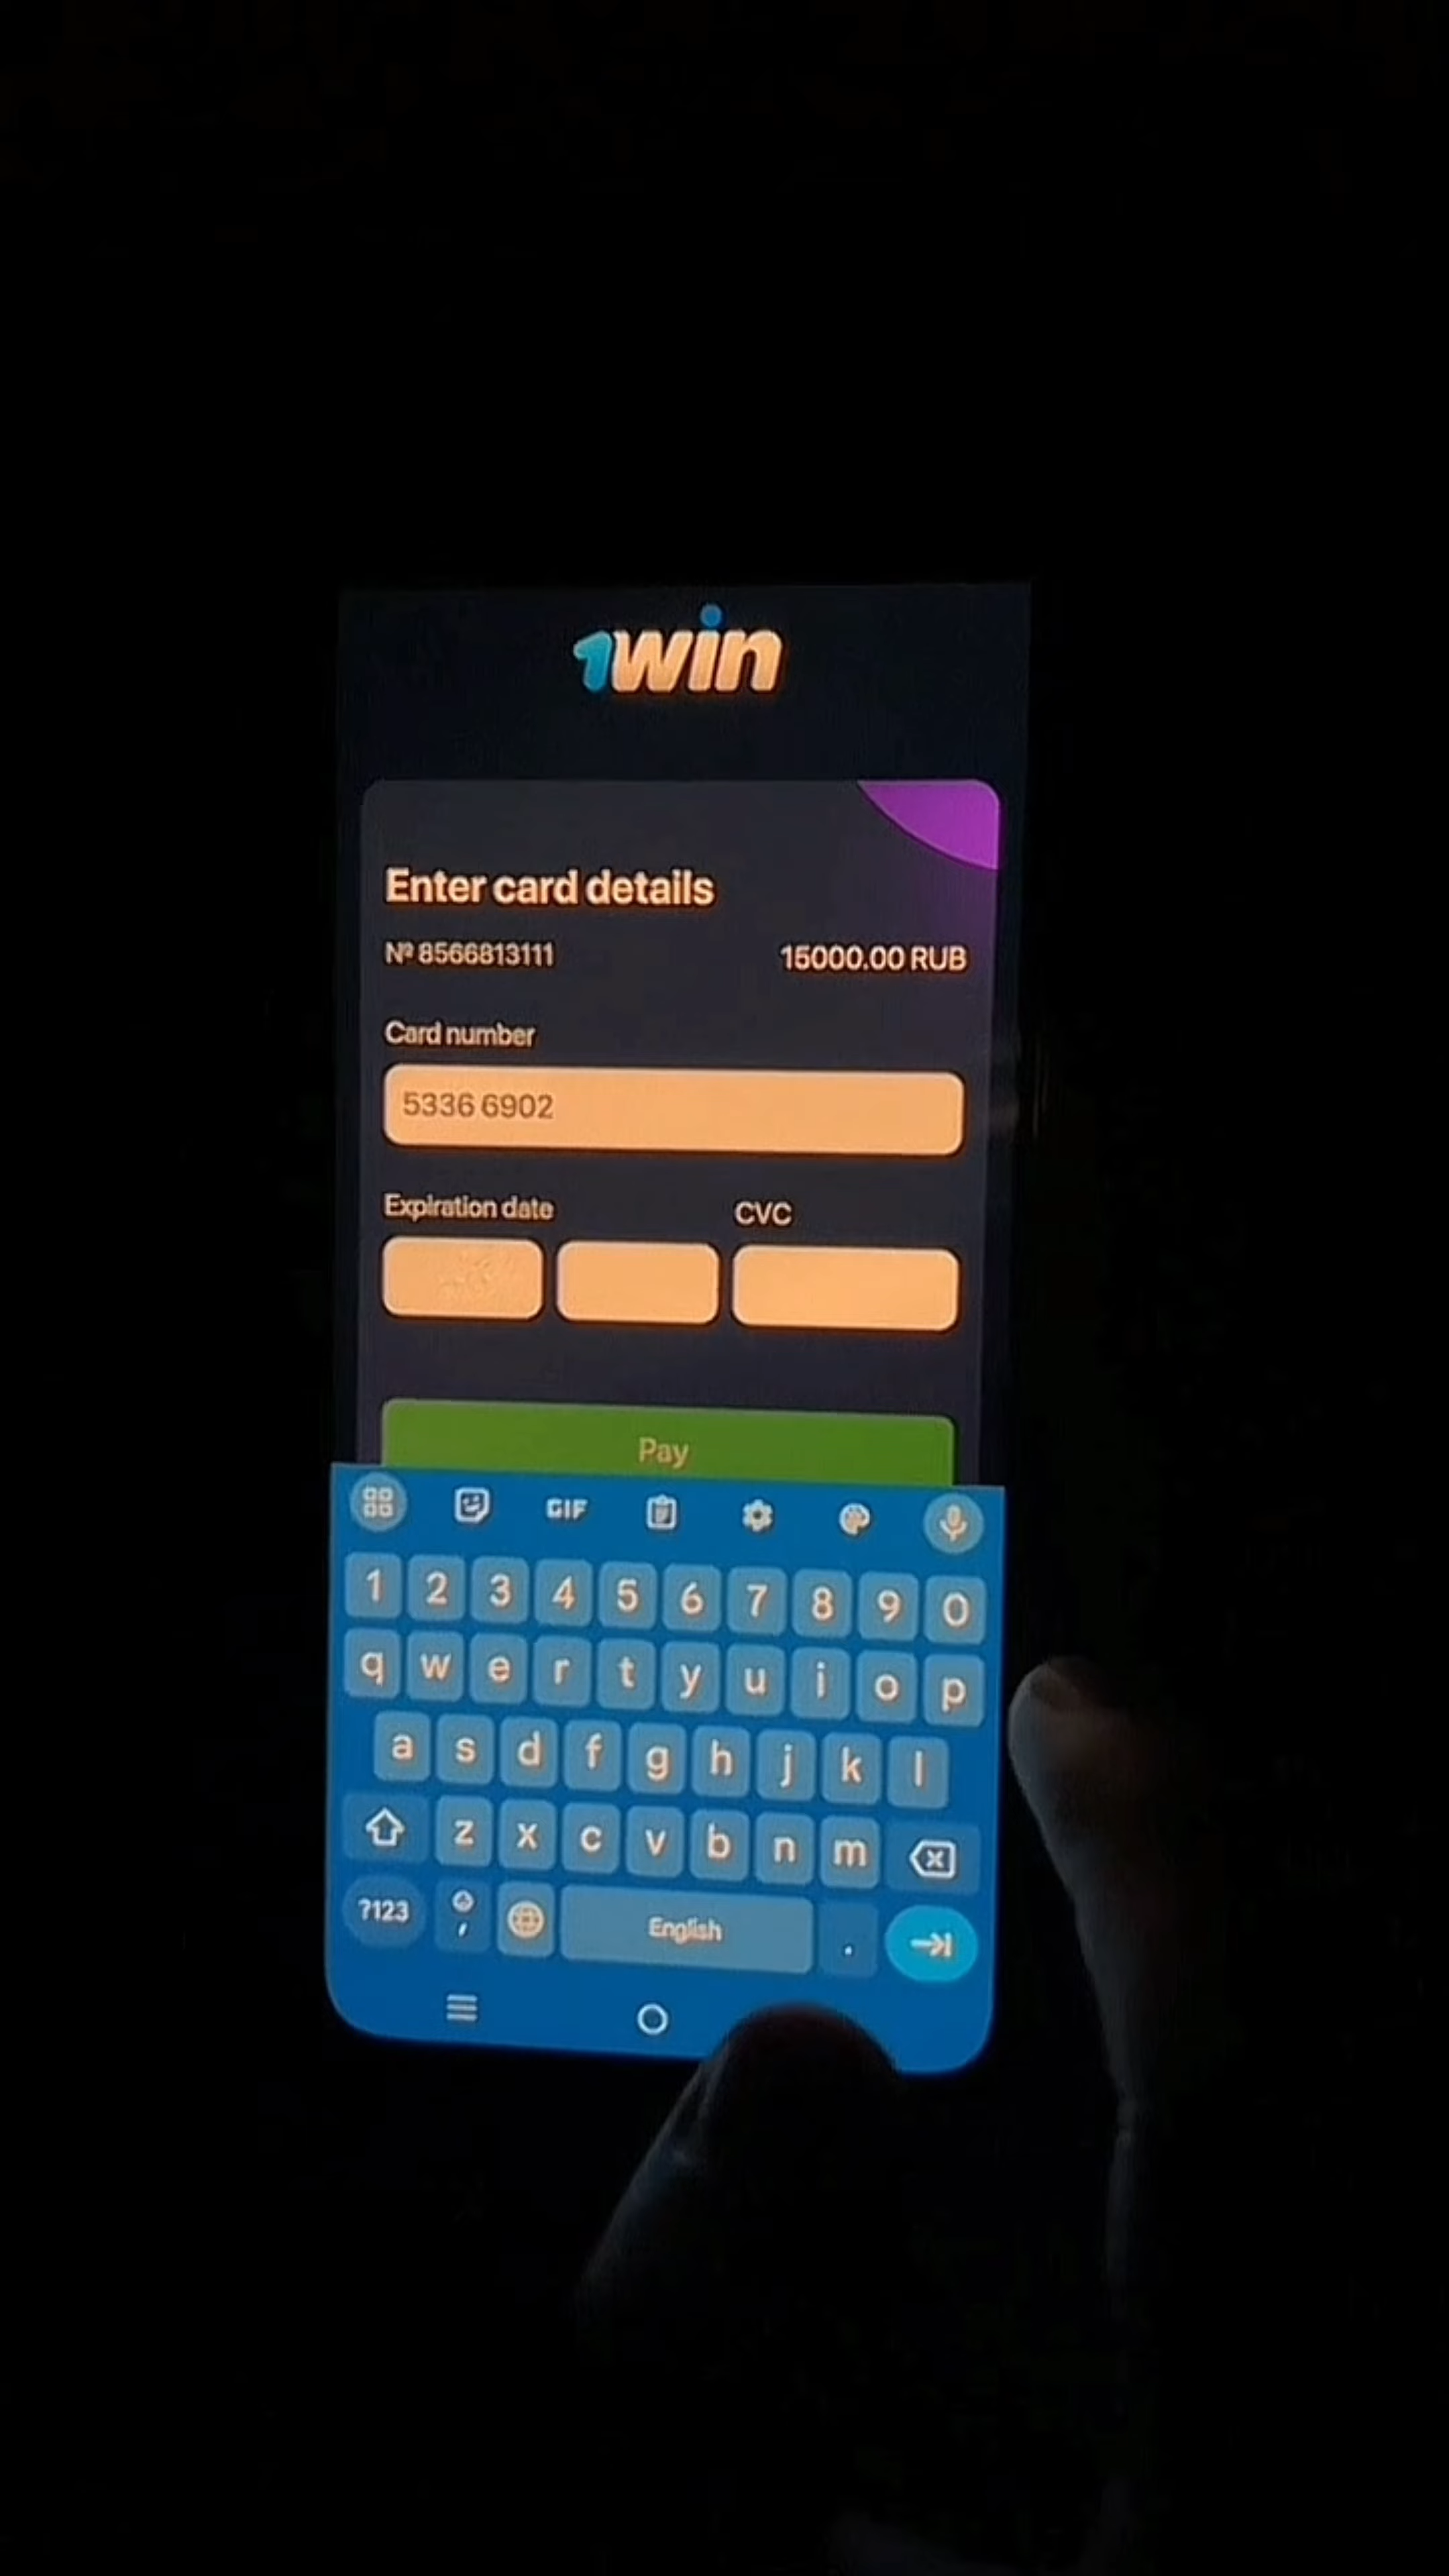 1win
Enter card details
№ 8566813111 15000.00 RUB
Card number
5336 6902
Expiration date CVC
Pay
GIF
1 2 3 4 5 6 7 8 9 0
q w e r t y u i o p
a s d f g h j k l
z x c v b n m
?123 , English .